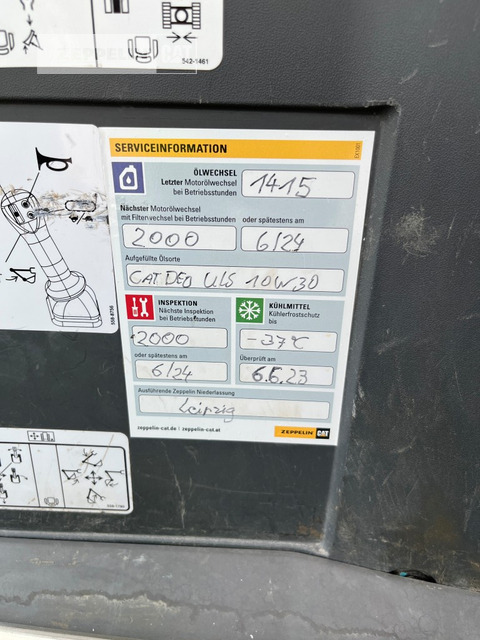 542-1461
SERVICEINFORMATION
511001
ÖLWECHSEL
Letzter Motorölwechsel
bei Betriebsstunden
1415
Nächster Motorölwechsel
mit Filterwechsel bei Betriebsstunden
oder spätestens am
2000
6/24
Aufgefüllte Ölsorte
CAT DEO ULS 10W30
INSPEKTION
Nächste Inspektion
bei Betriebsstunden
KÜHLMITTEL
Kühlerfrostschutz
bis
2000
-37°C
oder spätestens am
Überprüft am
6/24
6.5.23
Ausführende Zeppelin Niederlassung
Leipzig
zeppelin-cat.de | zeppelin-cat.at
ZEPPELIN CAT